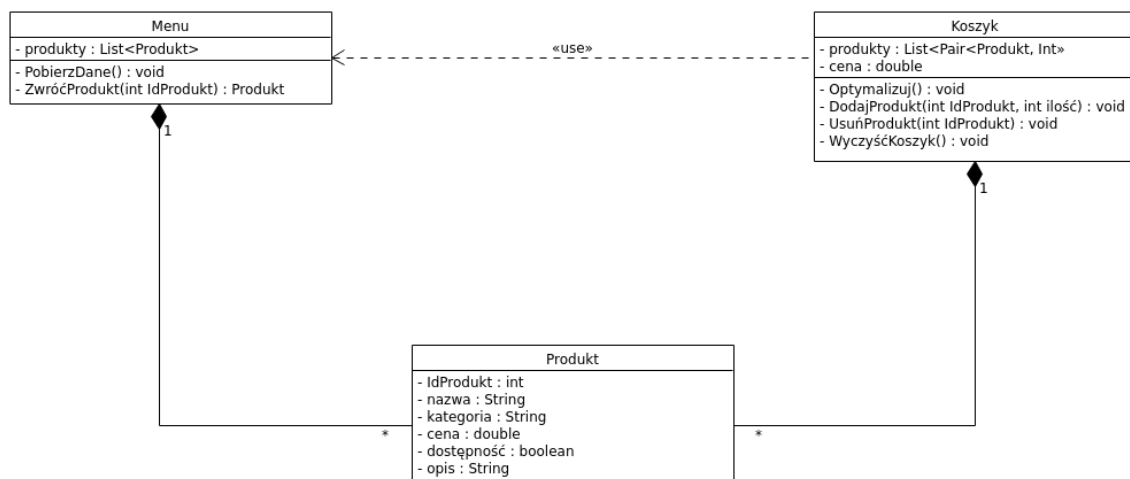 Menu
- produkty : List<Produkt>
- PobierzDane() : void
- ZwróćProdukt(int IdProdukt) : Produkt
1
«use»
Koszyk
- produkty : List<Pair<Produkt, Int»
- cena : double
- Optymalizuj() : void
- DodajProdukt(int IdProdukt, int ilość) : void
- UsuńProdukt(int IdProdukt) : void
- WyczyśćKoszyk() : void
1
Produkt
- IdProdukt : int
- nazwa : String
- kategoria : String
- cena : double
- dostępność : boolean
- opis : String
*
*